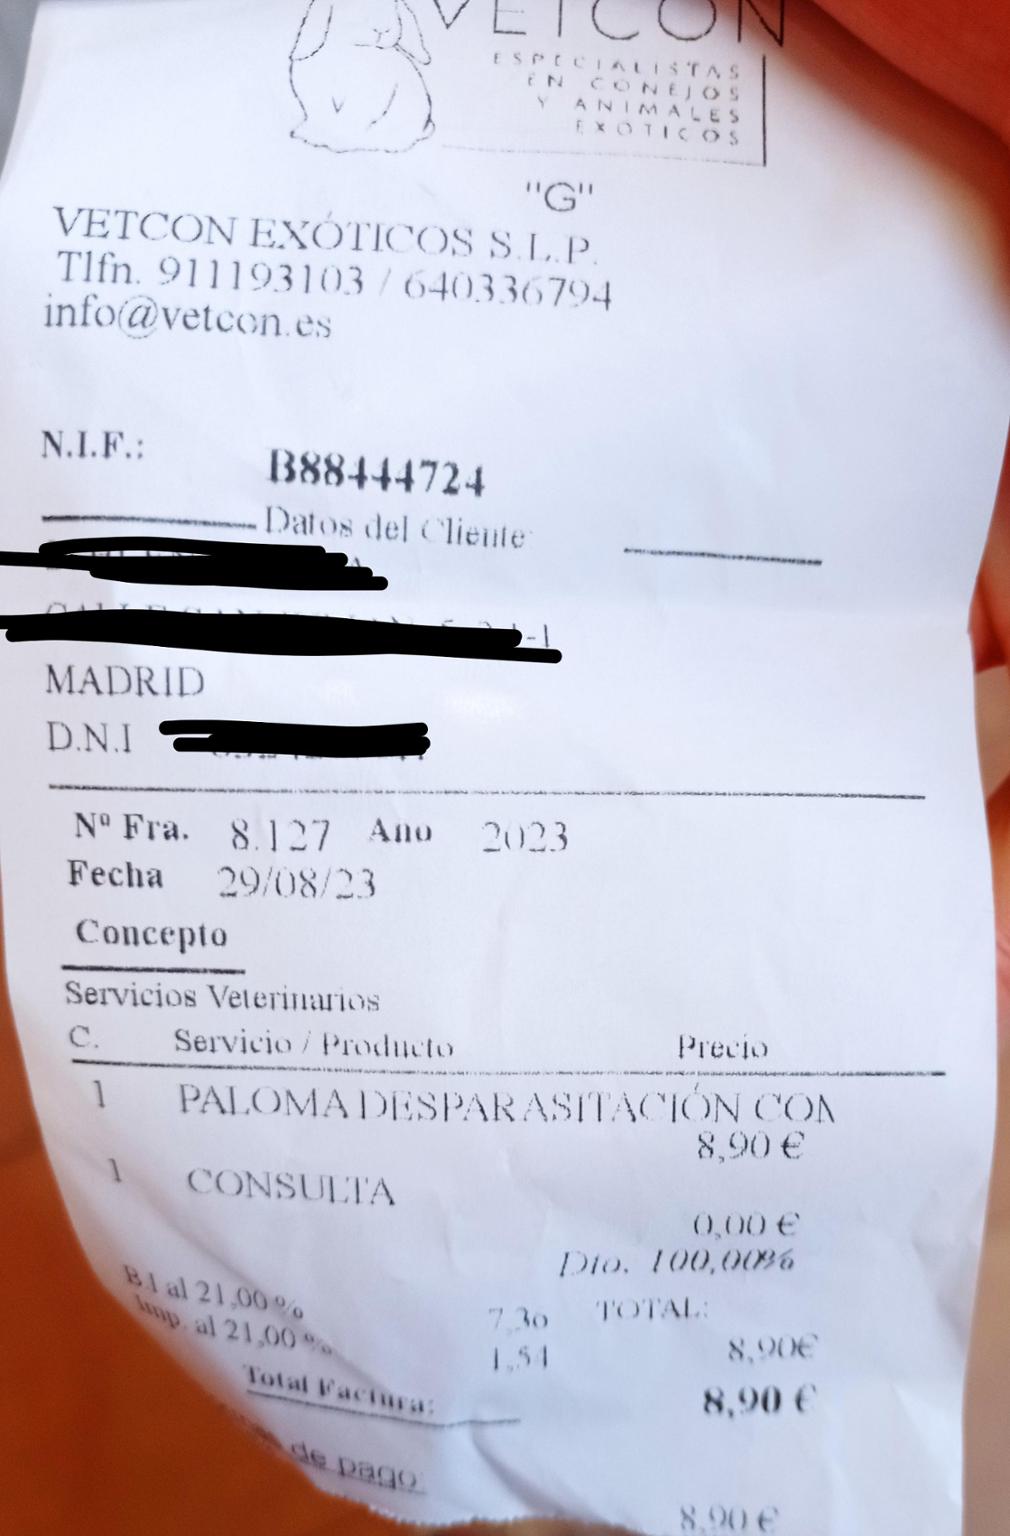 VETCON
ESPECIALISTAS
EN CONEJOS
Y ANIMALES
EXOTICOS
"G"
VETCON EXÓTICOS S.L.P.
Tlfn. 911193103 / 640336794
info@vetcon.es
N.I.F.:
B88444724
Datos del Cliente
MADRID
D.N.I
Nº Fra. 8.127 Ano 2023
Fecha 29/08/23
Concepto
Servicios Veterinarios
C. Servicio / Producto Precio
1 PALOMA DESPARASITACIÓN COM
8,90 €
1 CONSULTA
0,00 €
Dto. 100,00%
B.I al 21,00 % 7,36 TOTAL:
Imp. al 21,00 % 1,54 8,90€
Total Factura: 8,90 €
de pago
8,90 €